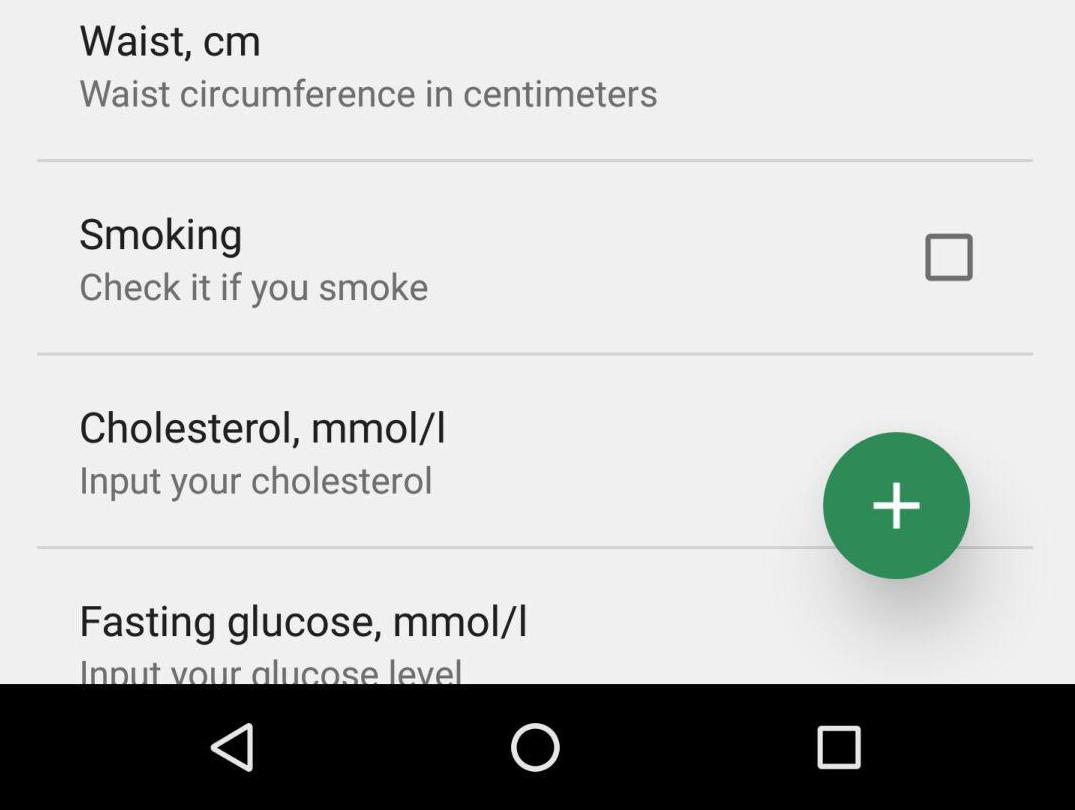 Waist, cm
Waist circumference in centimeters
Smoking
Check it if you smoke
Cholesterol, mmol/l
Input your cholesterol
Fasting glucose, mmol/l
Input your glucose level